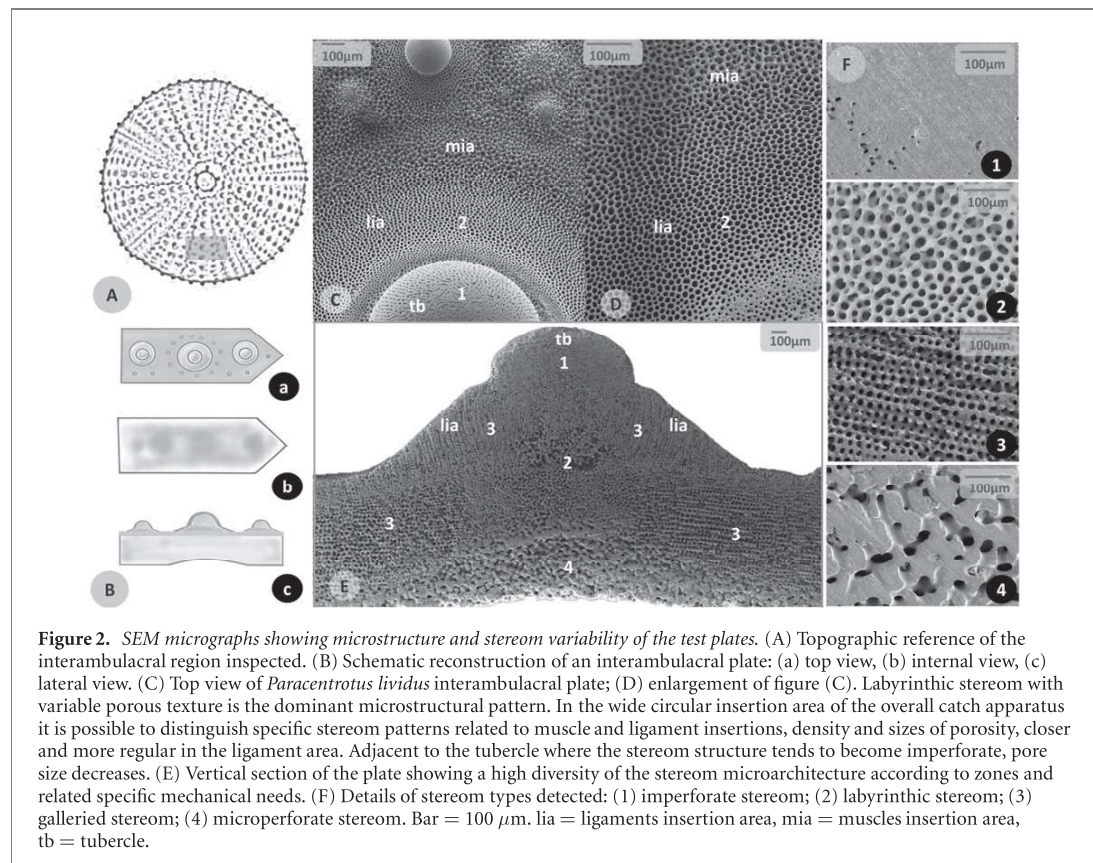 100μm
100μm
100μm
F
mia
mia
1
100μm
lia
2
lia
2
A
C
tb
1
D
2
100μm
tb
1
100μm
a
lia
3
3
lia
2
3
b
3
3
100μm
4
B
c
E
4
Figure 2. SEM micrographs showing microstructure and stereom variability of the test plates. (A) Topographic reference of the
interambulacral region inspected. (B) Schematic reconstruction of an interambulacral plate: (a) top view, (b) internal view, (c)
lateral view. (C) Top view of Paracentrotus lividus interambulacral plate; (D) enlargement of figure (C). Labyrinthic stereom with
variable porous texture is the dominant microstructural pattern. In the wide circular insertion area of the overall catch apparatus
it is possible to distinguish specific stereom patterns related to muscle and ligament insertions, density and sizes of porosity, closer
and more regular in the ligament area. Adjacent to the tubercle where the stereom structure tends to become imperforate, pore
size decreases. (E) Vertical section of the plate showing a high diversity of the stereom microarchitecture according to zones and
related specific mechanical needs. (F) Details of stereom types detected: (1) imperforate stereom; (2) labyrinthic stereom; (3)
galleried stereom; (4) microperforate stereom. Bar = 100 μm. lia = ligaments insertion area, mia = muscles insertion area,
tb = tubercle.